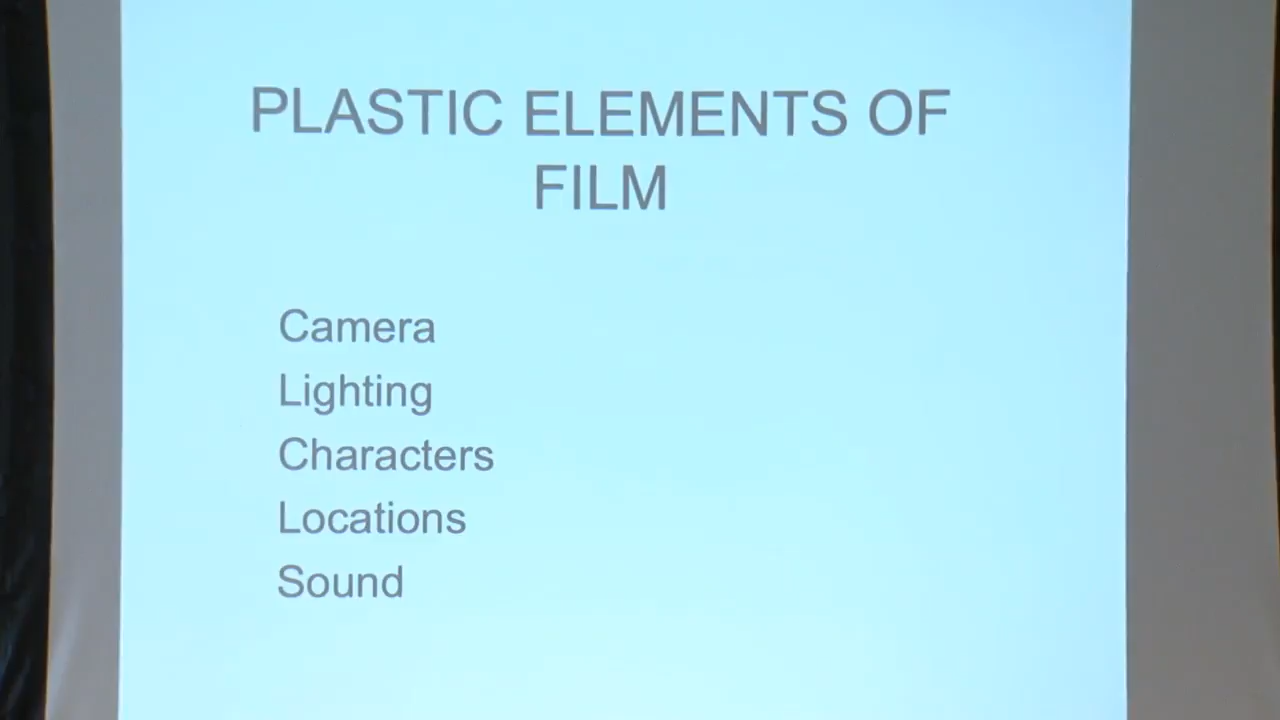 PLASTIC ELEMENTS OF
FILM
Camera
Lighting
Characters
Locations
Sound